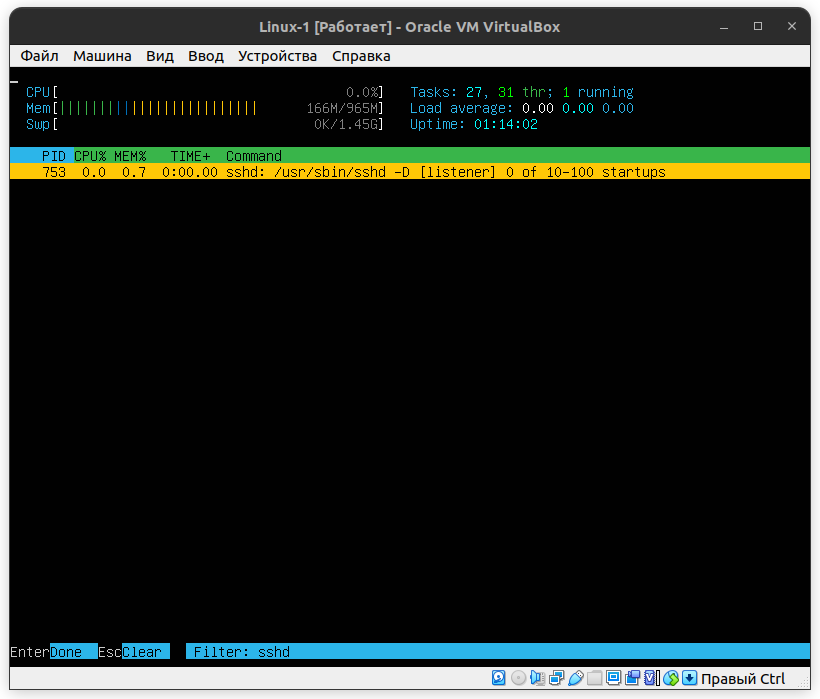 Linux-1 [Работает] - Oracle VM VirtualBox
Файл Машина Вид Ввод Устройства Справка
CPU[ 0.0%] Tasks: 27, 31 thr; 1 running
Mem[||||||||||||||||||||||||| 166M/965M] Load average: 0.00 0.00 0.00
Swp[ 0K/1.45G] Uptime: 01:14:02
PID CPU% MEM% TIME+ Command
753 0.0 0.7 0:00.00 sshd: /usr/sbin/sshd -D [listener] 0 of 10-100 startups
EnterDone EscClear Filter: sshd
Правый Ctrl